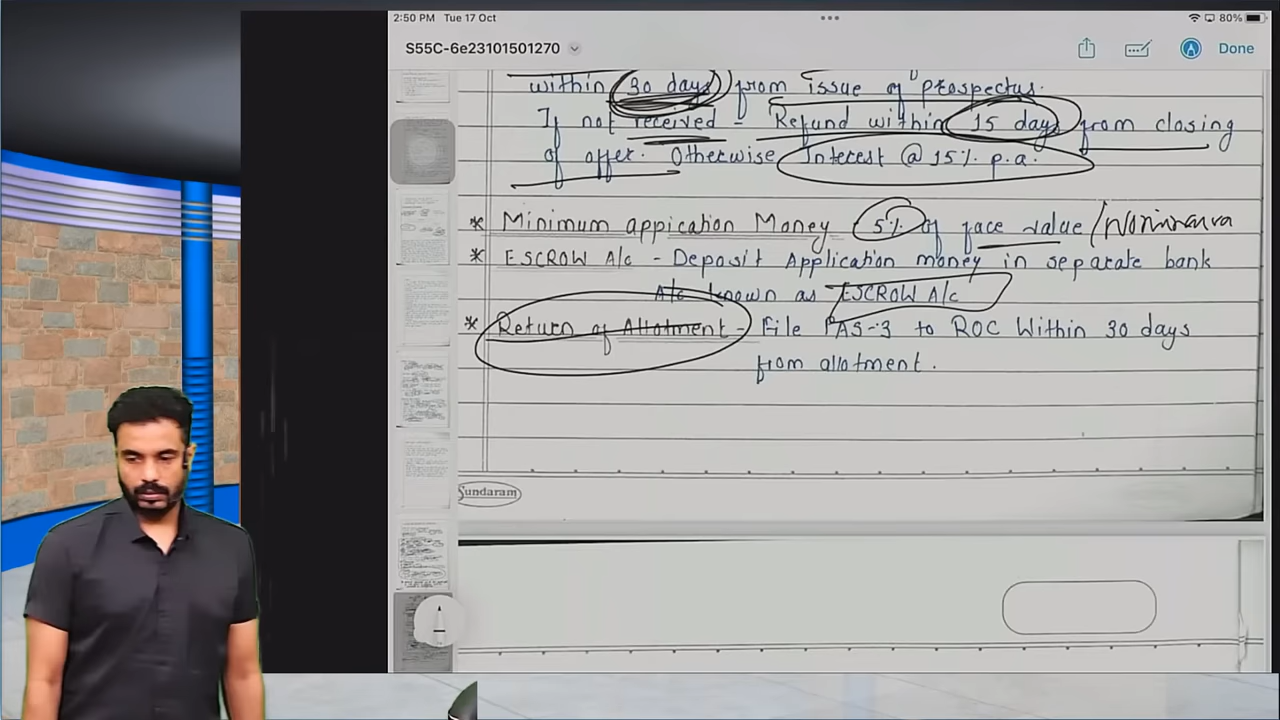 2:50 PM Tue 17 Oct
80%
S55C-6e23101501270
Done
within 30 days from issue of prospectus.
If not received - Refund within 15 days from closing
of offer. Otherwise Interest @ 15% p.a.
* Minimum appication Money 5% of face value /
* ESCROW A/c - Deposit Application money in separate bank
A/c known as ESCROW A/c
* Return of Allotment - File PAS-3 to ROC Within 30 days
from allotment.
Sundaram